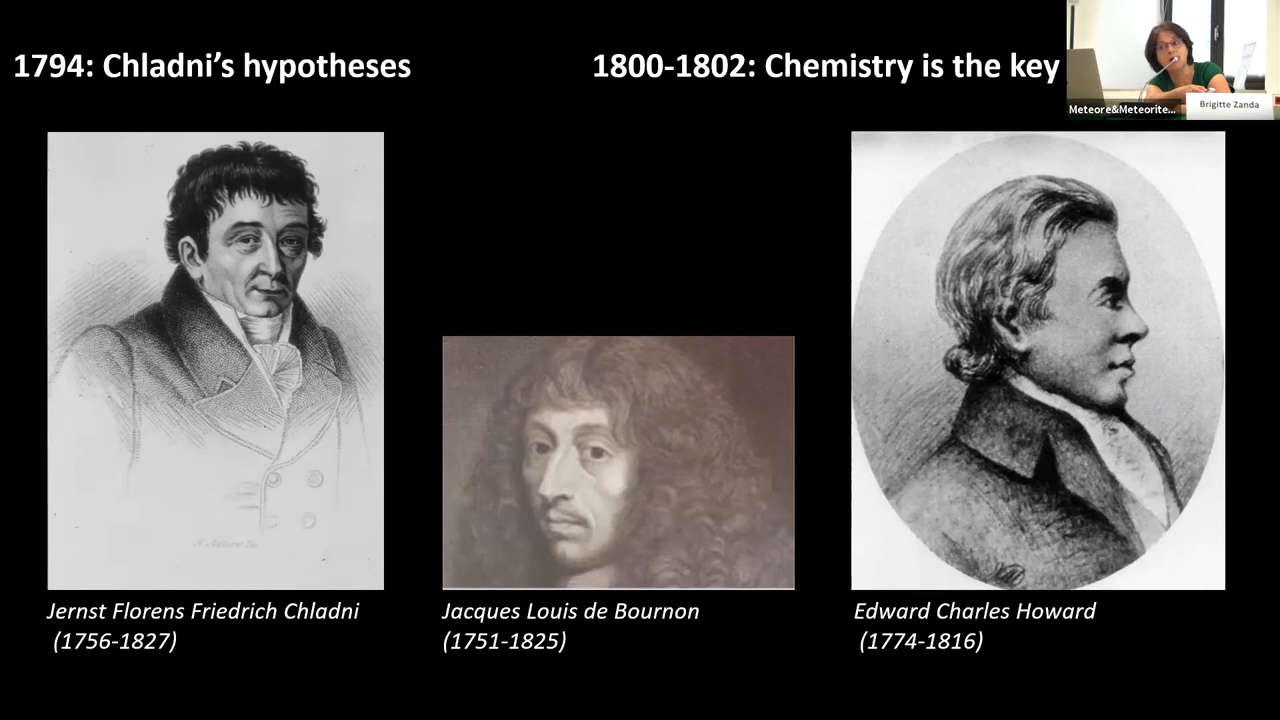 1794: Chladni’s hypotheses
1800-1802: Chemistry is the key
Meteore&Meteorite...
Brigitte Zanda
Jernst Florens Friedrich Chladni
(1756-1827)
Jacques Louis de Bournon
(1751-1825)
Edward Charles Howard
(1774-1816)